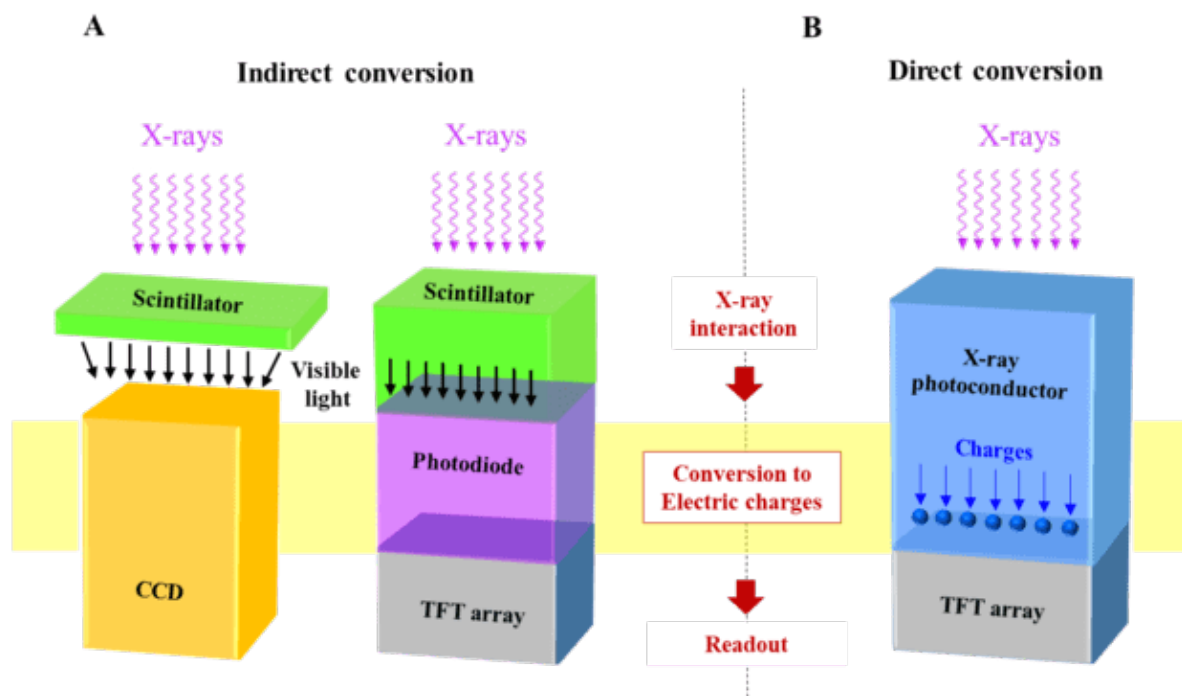 A
Indirect conversion
X-rays
X-rays
Scintillator
Visible
light
CCD
Scintillator
Photodiode
TFT array
X-ray
interaction
Conversion to
Electric charges
Readout
B
Direct conversion
X-rays
X-ray
photoconductor
Charges
TFT array